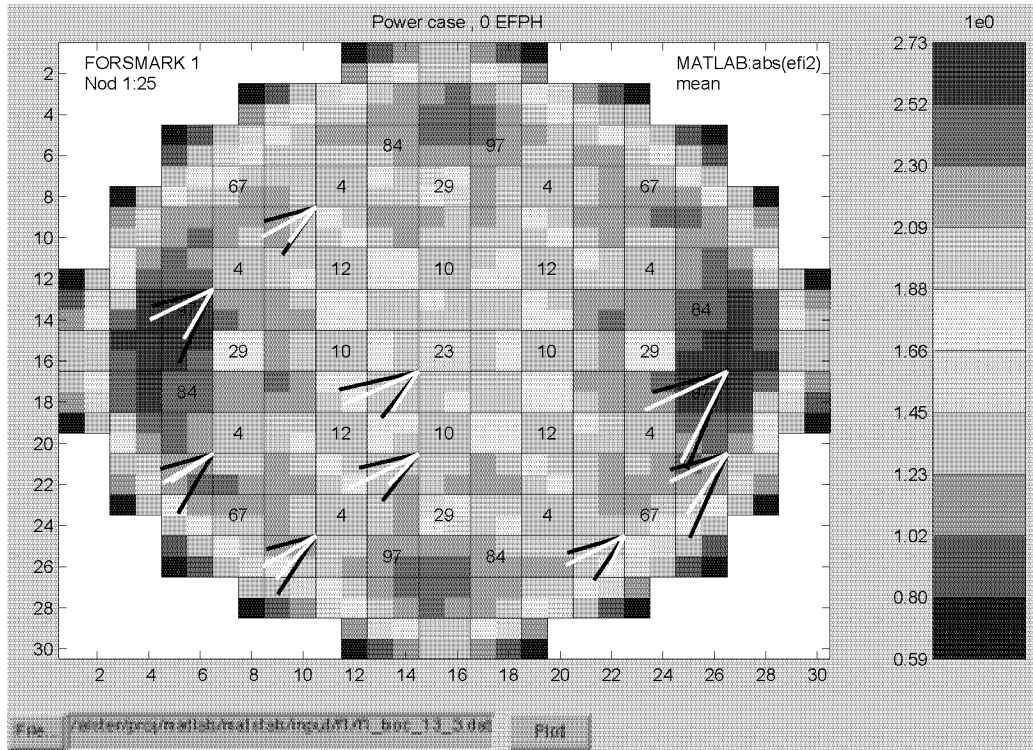 Power case , 0 EFPH
1e0
FORSMARK 1
Nod 1:25
MATLAB:abs(efi2)
mean
2.73
2.52
2.30
2.09
1.88
1.66
1.45
1.23
1.02
0.80
0.59
2
4
6
8
10
12
14
16
18
20
22
24
26
28
30
84 97
67 4 29 4 67
4 12 10 12 4
84
29 10 23 10 29
84
4 12 10 12 4
67 4 29 4 67
97 84
2 4 6 8 10 12 14 16 18 20 22 24 26 28 30
File...
Plot